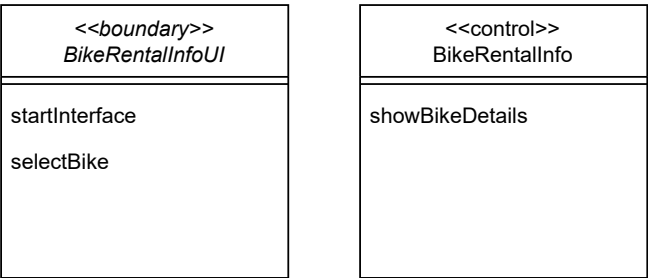 <<boundary>>
BikeRentalInfoUI
startInterface
selectBike
<<control>>
BikeRentalInfo
showBikeDetails